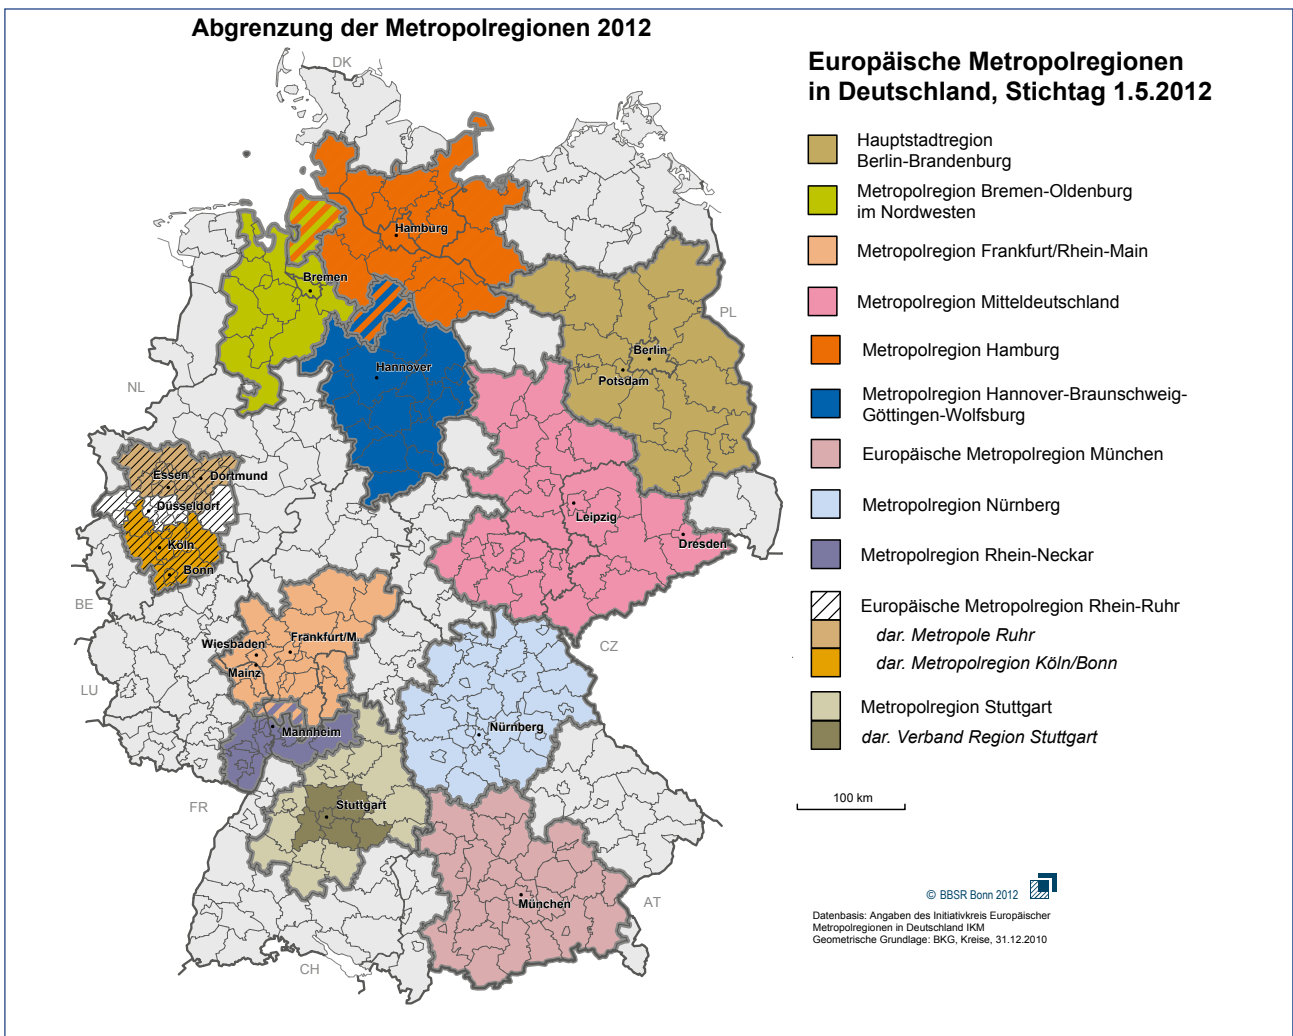 Abgrenzung der Metropolregionen 2012
Europäische Metropolregionen
in Deutschland, Stichtag 1.5.2012
Hauptstadtregion
Berlin-Brandenburg
Metropolregion Bremen-Oldenburg
im Nordwesten
Metropolregion Frankfurt/Rhein-Main
Metropolregion Mitteldeutschland
Metropolregion Hamburg
Metropolregion Hannover-Braunschweig-
Göttingen-Wolfsburg
Europäische Metropolregion München
Metropolregion Nürnberg
Metropolregion Rhein-Neckar
Europäische Metropolregion Rhein-Ruhr
dar. Metropole Ruhr
dar. Metropolregion Köln/Bonn
Metropolregion Stuttgart
dar. Verband Region Stuttgart
100 km
© BBSR Bonn 2012
Datenbasis: Angaben des Initiativkreis Europäischer
Metropolregionen in Deutschland IKM
Geometrische Grundlage: BKG, Kreise, 31.12.2010
DK
Hamburg
Bremen
PL
Berlin
Hannover
Potsdam
NL
Essen
Dortmund
Düsseldorf
Leipzig
Köln
Dresden
Bonn
BE
Frankfurt/M.
Wiesbaden
CZ
Mainz
LU
Nürnberg
Mannheim
FR
Stuttgart
München
AT
CH